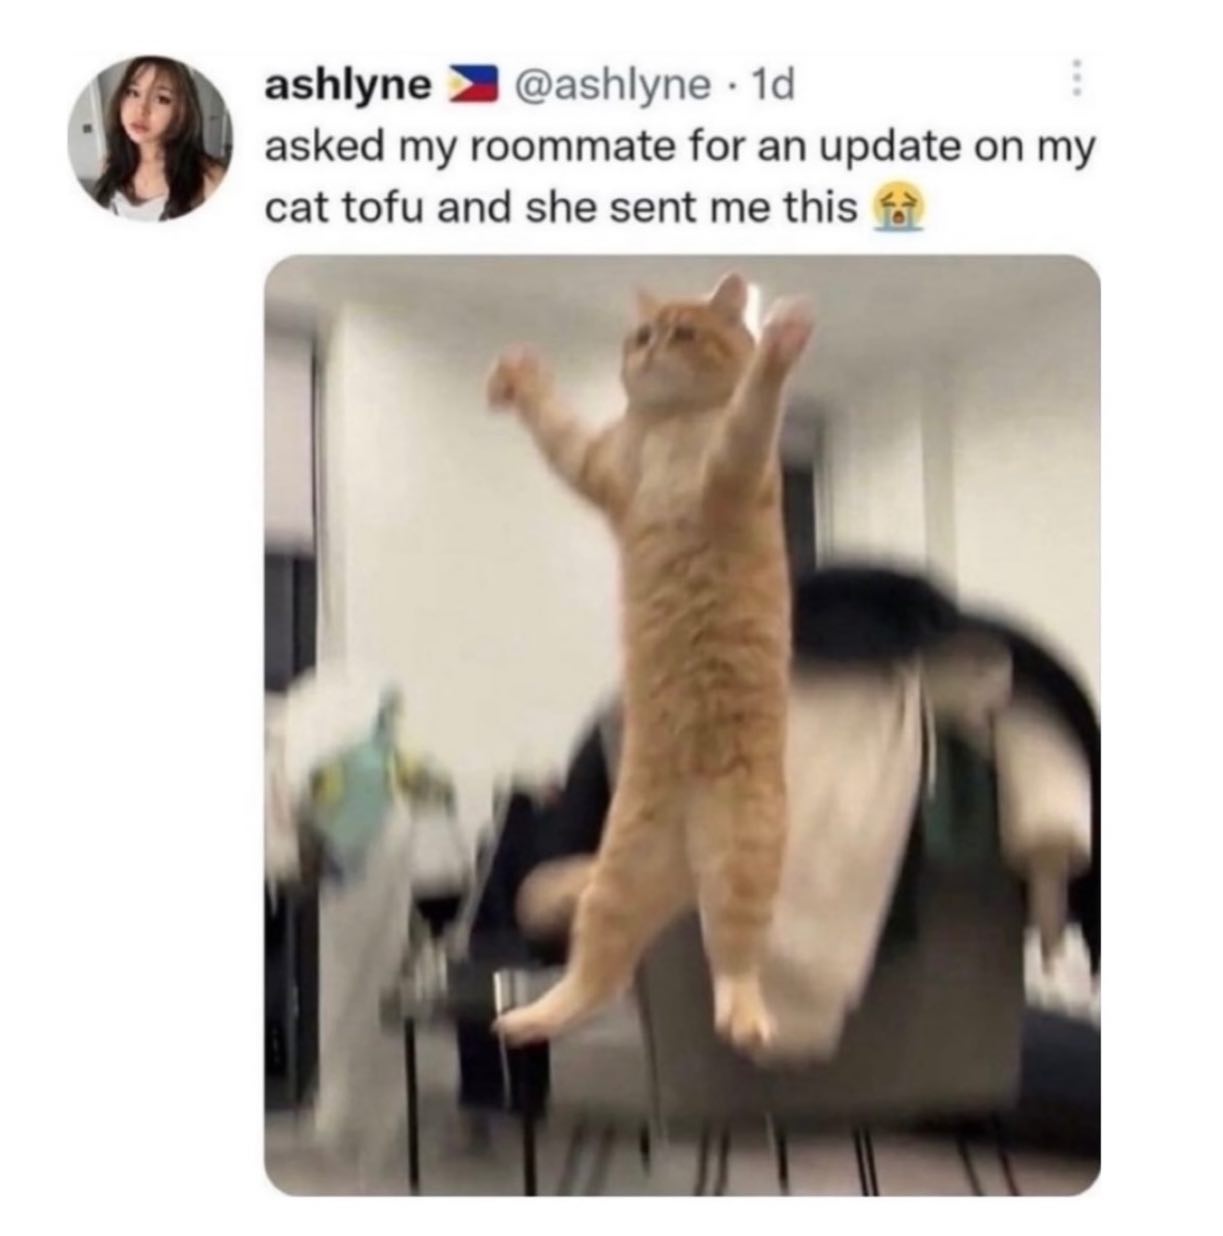 ashlyne 🇵🇭 @ashlyne · 1d
asked my roommate for an update on my
cat tofu and she sent me this 😭